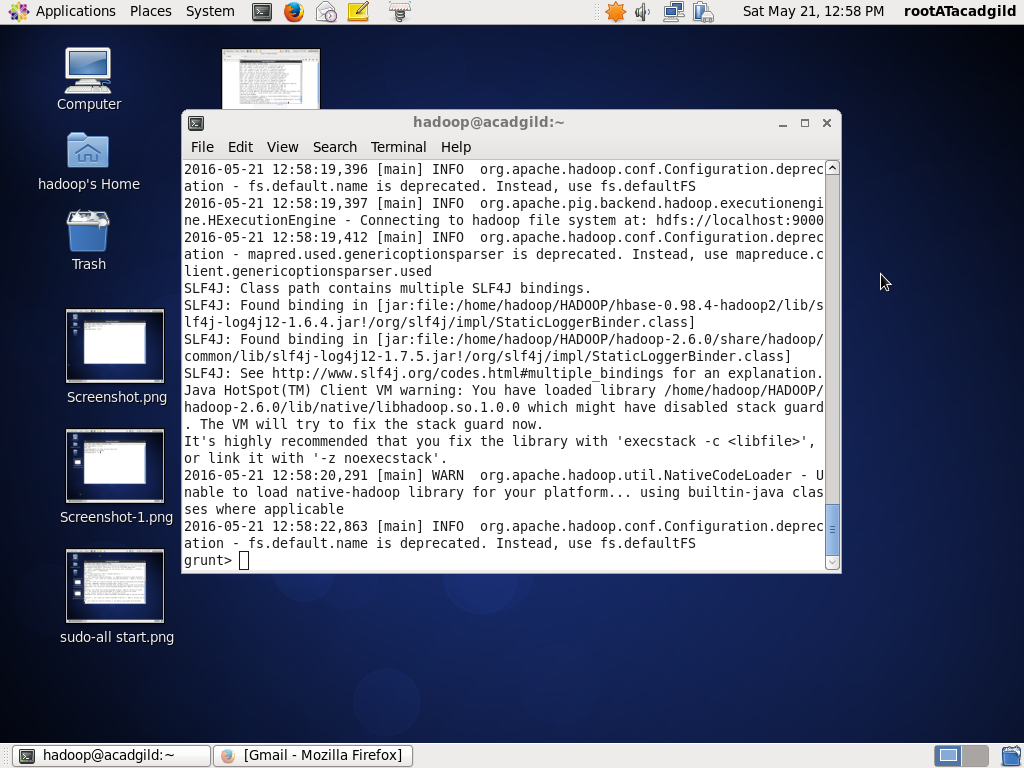 Applications Places System
Sat May 21, 12:58 PM rootATacadgild
Computer
hadoop's Home
Trash
Screenshot.png
Screenshot-1.png
sudo-all start.png
hadoop@acadgild:~
File Edit View Search Terminal Help
2016-05-21 12:58:19,396 [main] INFO  org.apache.hadoop.conf.Configuration.deprec
ation - fs.default.name is deprecated. Instead, use fs.defaultFS
2016-05-21 12:58:19,397 [main] INFO  org.apache.pig.backend.hadoop.executionengi
ne.HExecutionEngine - Connecting to hadoop file system at: hdfs://localhost:9000
2016-05-21 12:58:19,412 [main] INFO  org.apache.hadoop.conf.Configuration.deprec
ation - mapred.used.genericoptionsparser is deprecated. Instead, use mapreduce.c
lient.genericoptionsparser.used
SLF4J: Class path contains multiple SLF4J bindings.
SLF4J: Found binding in [jar:file:/home/hadoop/HADOOP/hbase-0.98.4-hadoop2/lib/s
lf4j-log4j12-1.6.4.jar!/org/slf4j/impl/StaticLoggerBinder.class]
SLF4J: Found binding in [jar:file:/home/hadoop/HADOOP/hadoop-2.6.0/share/hadoop/
common/lib/slf4j-log4j12-1.7.5.jar!/org/slf4j/impl/StaticLoggerBinder.class]
SLF4J: See http://www.slf4j.org/codes.html#multiple_bindings for an explanation.
Java HotSpot(TM) Client VM warning: You have loaded library /home/hadoop/HADOOP/
hadoop-2.6.0/lib/native/libhadoop.so.1.0.0 which might have disabled stack guard
. The VM will try to fix the stack guard now.
It's highly recommended that you fix the library with 'execstack -c <libfile>',
or link it with '-z noexecstack'.
2016-05-21 12:58:20,291 [main] WARN  org.apache.hadoop.util.NativeCodeLoader - U
nable to load native-hadoop library for your platform... using builtin-java clas
ses where applicable
2016-05-21 12:58:22,863 [main] INFO  org.apache.hadoop.conf.Configuration.deprec
ation - fs.default.name is deprecated. Instead, use fs.defaultFS
grunt>
hadoop@acadgild:~
[Gmail - Mozilla Firefox]